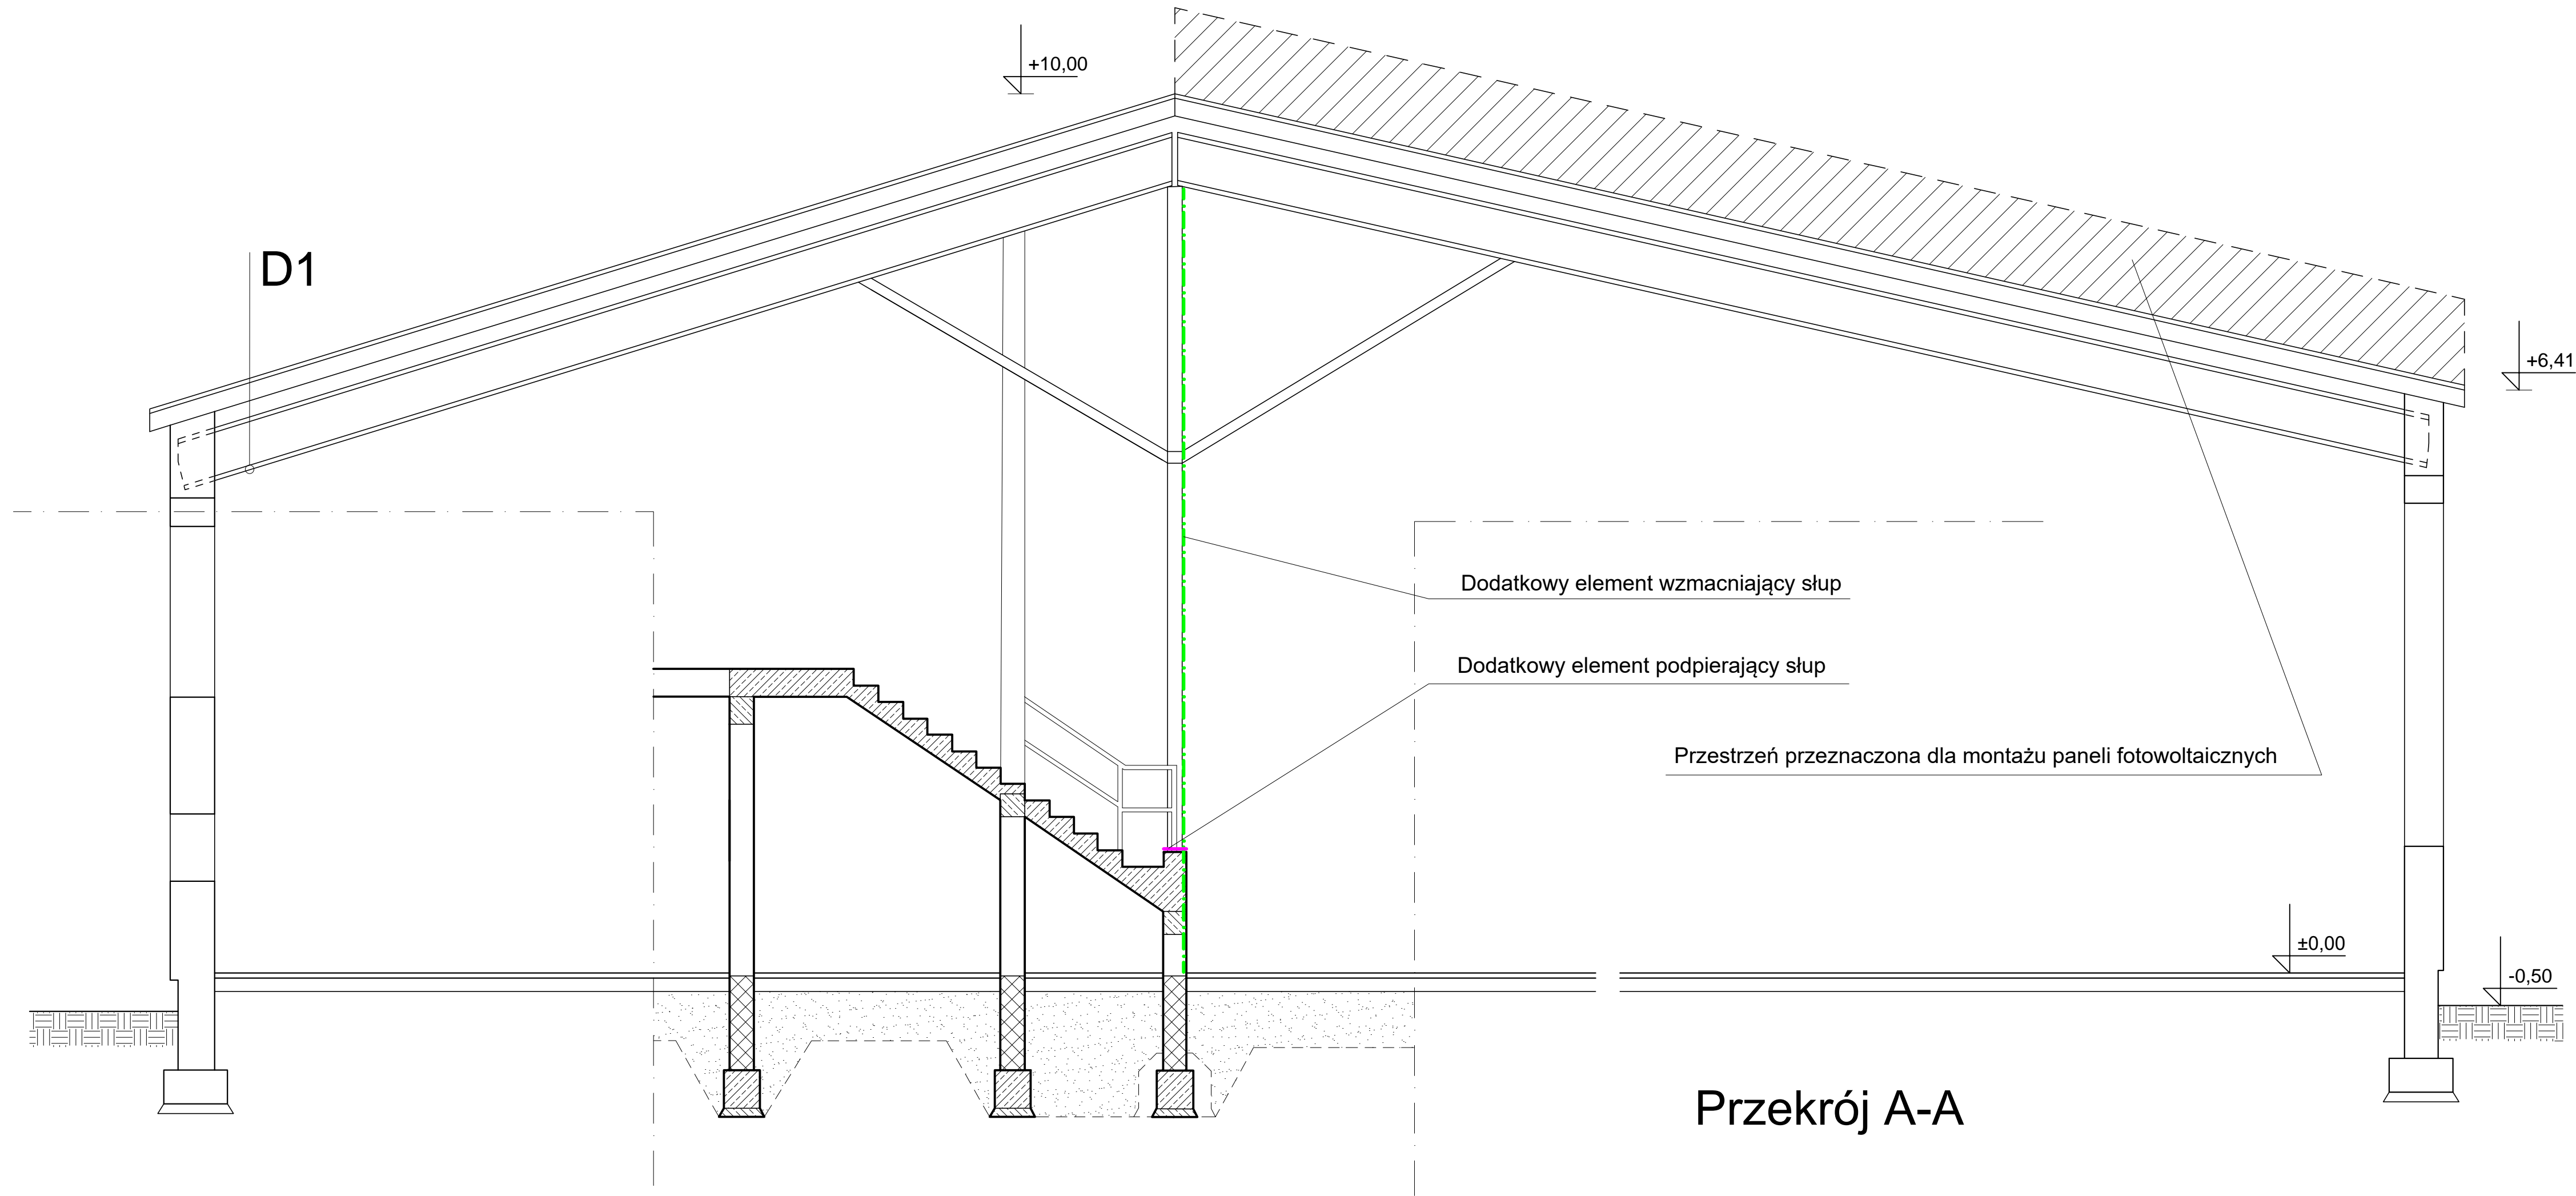 +10,00
D1
+6,41
Dodatkowy element wzmacniający słup
Dodatkowy element podpierający słup
Przestrzeń przeznaczona dla montażu paneli fotowoltaicznych
±0,00
-0,50
Przekrój A-A